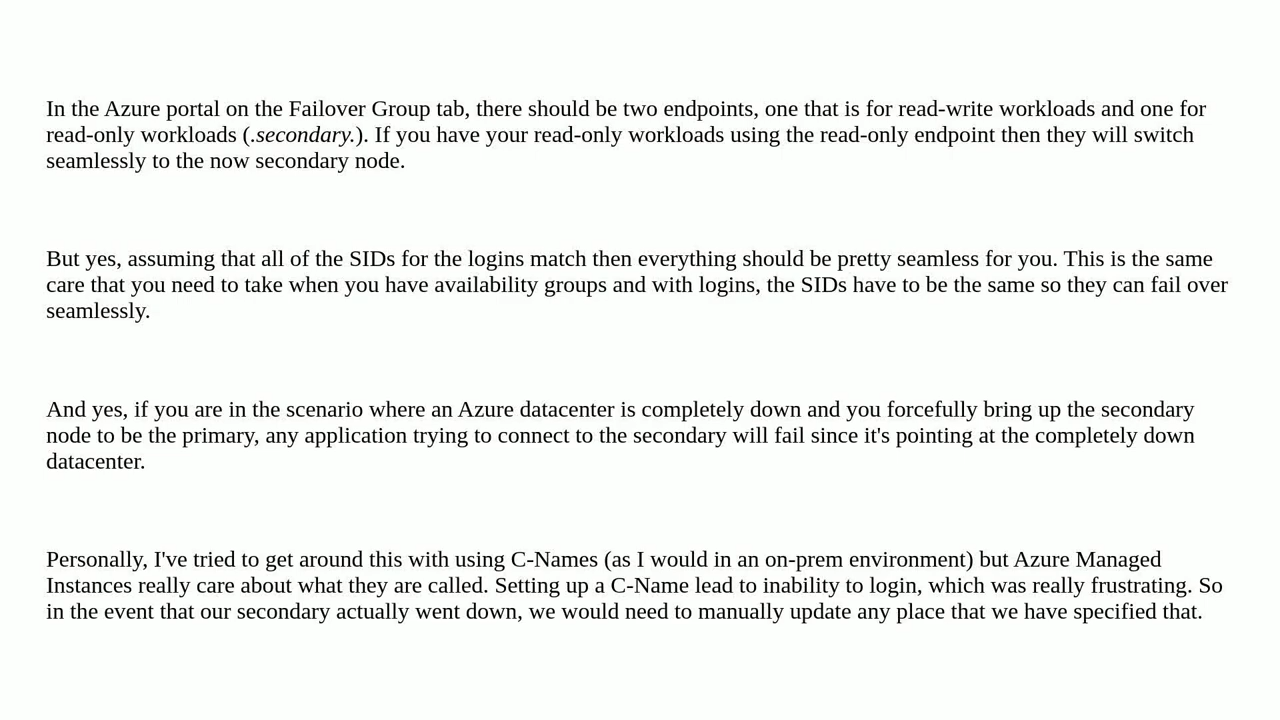 In the Azure portal on the Failover Group tab, there should be two endpoints, one that is for read-write workloads and one for
read-only workloads (.secondary.). If you have your read-only workloads using the read-only endpoint then they will switch
seamlessly to the now secondary node.
But yes, assuming that all of the SIDs for the logins match then everything should be pretty seamless for you. This is the same
care that you need to take when you have availability groups and with logins, the SIDs have to be the same so they can fail over
seamlessly.
And yes, if you are in the scenario where an Azure datacenter is completely down and you forcefully bring up the secondary
node to be the primary, any application trying to connect to the secondary will fail since it's pointing at the completely down
datacenter.
Personally, I've tried to get around this with using C-Names (as I would in an on-prem environment) but Azure Managed
Instances really care about what they are called. Setting up a C-Name lead to inability to login, which was really frustrating. So
in the event that our secondary actually went down, we would need to manually update any place that we have specified that.